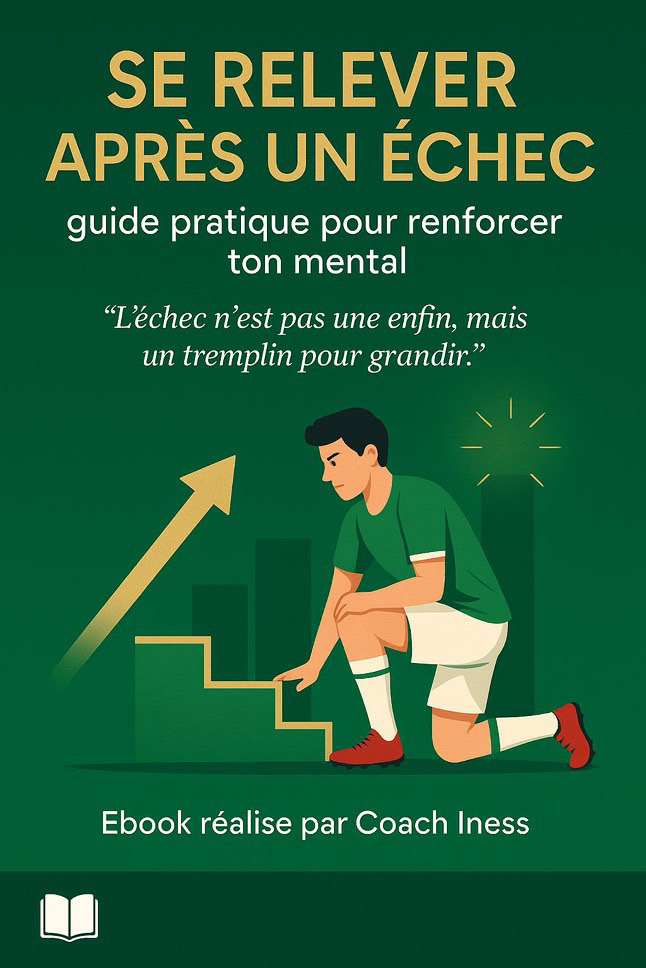 SE RELEVER
APRÈS UN ÉCHEC
guide pratique pour renforcer
ton mental
“L’échec n’est pas une enfin, mais
un tremplin pour grandir.”
Ebook réalise par Coach Iness